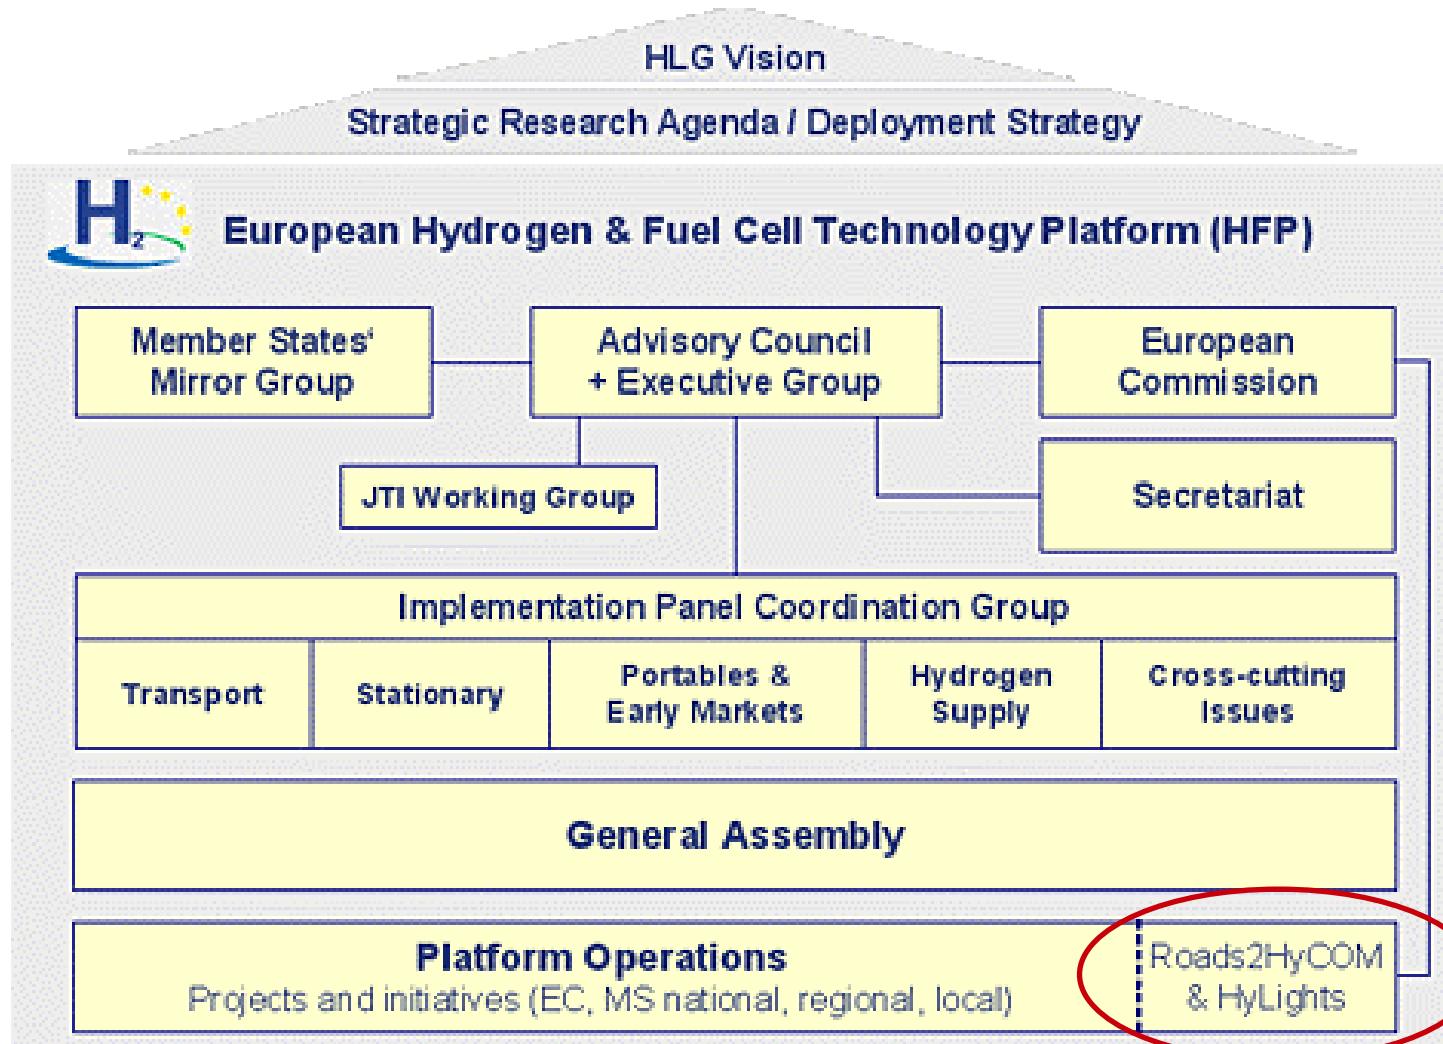 HLG Vision
Strategic Research Agenda / Deployment Strategy
H2
European Hydrogen & Fuel Cell Technology Platform (HFP)
Member States‘
Mirror Group
Advisory Council
+ Executive Group
European
Commission
JTI Working Group
Secretariat
Implementation Panel Coordination Group
Transport
Stationary
Portables &
Early Markets
Hydrogen
Supply
Cross-cutting
Issues
General Assembly
Platform Operations
Projects and initiatives (EC, MS national, regional, local)
Roads2HyCOM
& HyLights